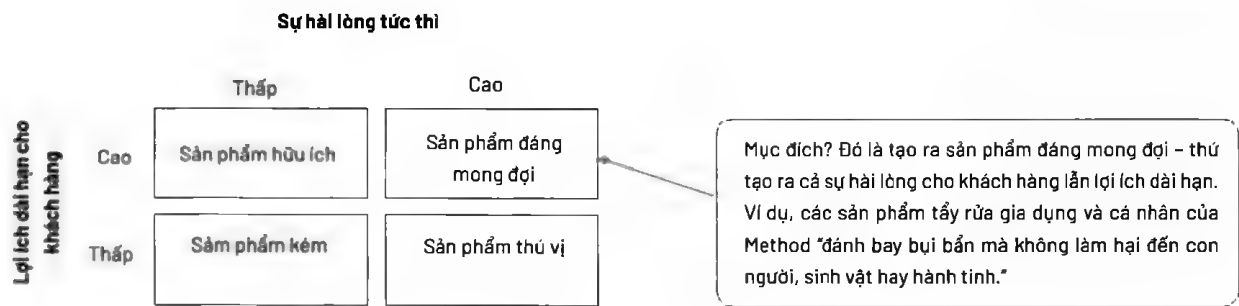 Sự hài lòng tức thì
Thấp
Cao
Lợi ích dài hạn cho
khách hàng
Cao
Sản phẩm hữu ích
Sản phẩm đáng
mong đợi
Thấp
Sảm phẩm kém
Sản phẩm thú vị
Mục đích? Đó là tạo ra sản phẩm đáng mong đợi – thứ
tạo ra cả sự hài lòng cho khách hàng lẫn lợi ích dài hạn.
Ví dụ, các sản phẩm tẩy rửa gia dụng và cá nhân của
Method "đánh bay bụi bẩn mà không làm hại đến con
người, sinh vật hay hành tinh."